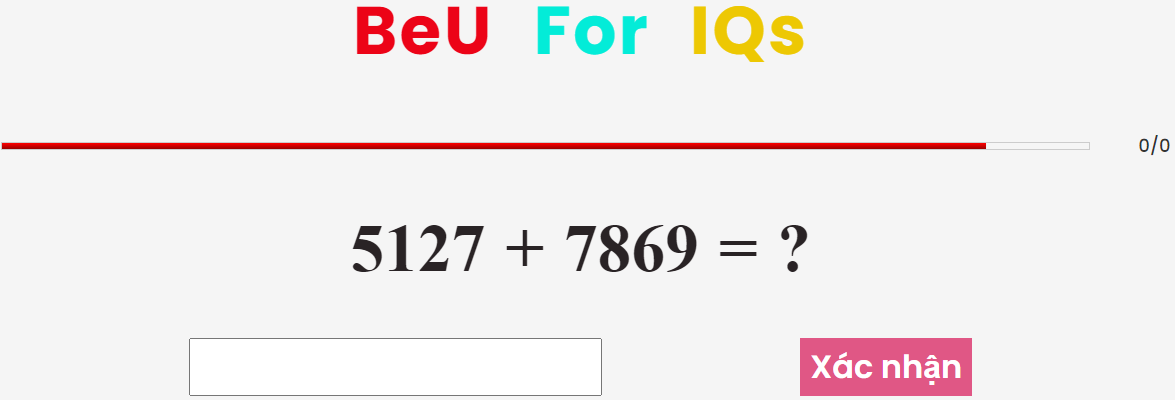 BeU For IQs
0/0
5127 + 7869 = ?
Xác nhận